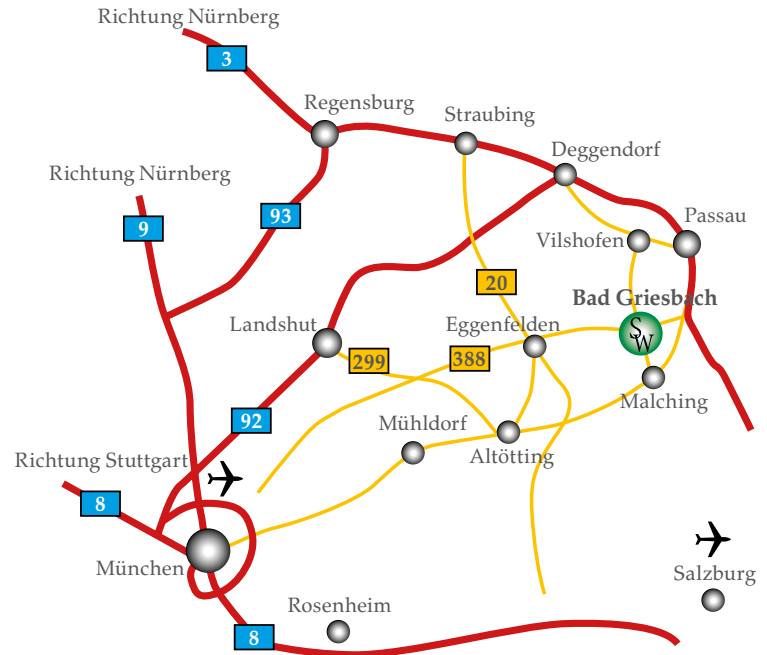 Richtung Nürnberg
3
Regensburg
Straubing
Deggendorf
Richtung Nürnberg
93
Passau
9
Vilshofen
20
Bad Griesbach
Landshut
Eggenfelden
S
W
299
388
Malching
92
Mühldorf
Altötting
Richtung Stuttgart
8
München
Salzburg
Rosenheim
8